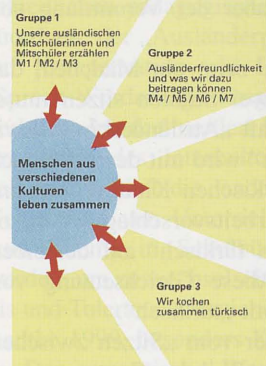 Gruppe 1
Unsere ausländischen
Mitschülerinnen und
Mitschüler erzählen
M1 / M2 / M3
Gruppe 2
Ausländerfreundlichkeit
und was wir dazu
beitragen können
M4 / M5 / M6 / M7
Menschen aus
verschiedenen
Kulturen
leben zusammen
Gruppe 3
Wir kochen
zusammen türkisch